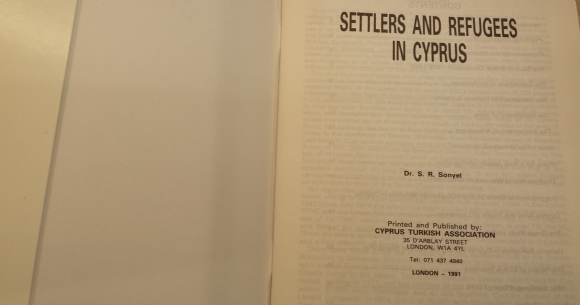 SETTLERS AND REFUGEES
IN CYPRUS
Dr. S. R. Sonyel
Printed and Published by:
CYPRUS TURKISH ASSOCIATION
35 D'ARBLAY STREET
LONDON, W1A 4YL
Tel: 071 437 4940
LONDON - 1991